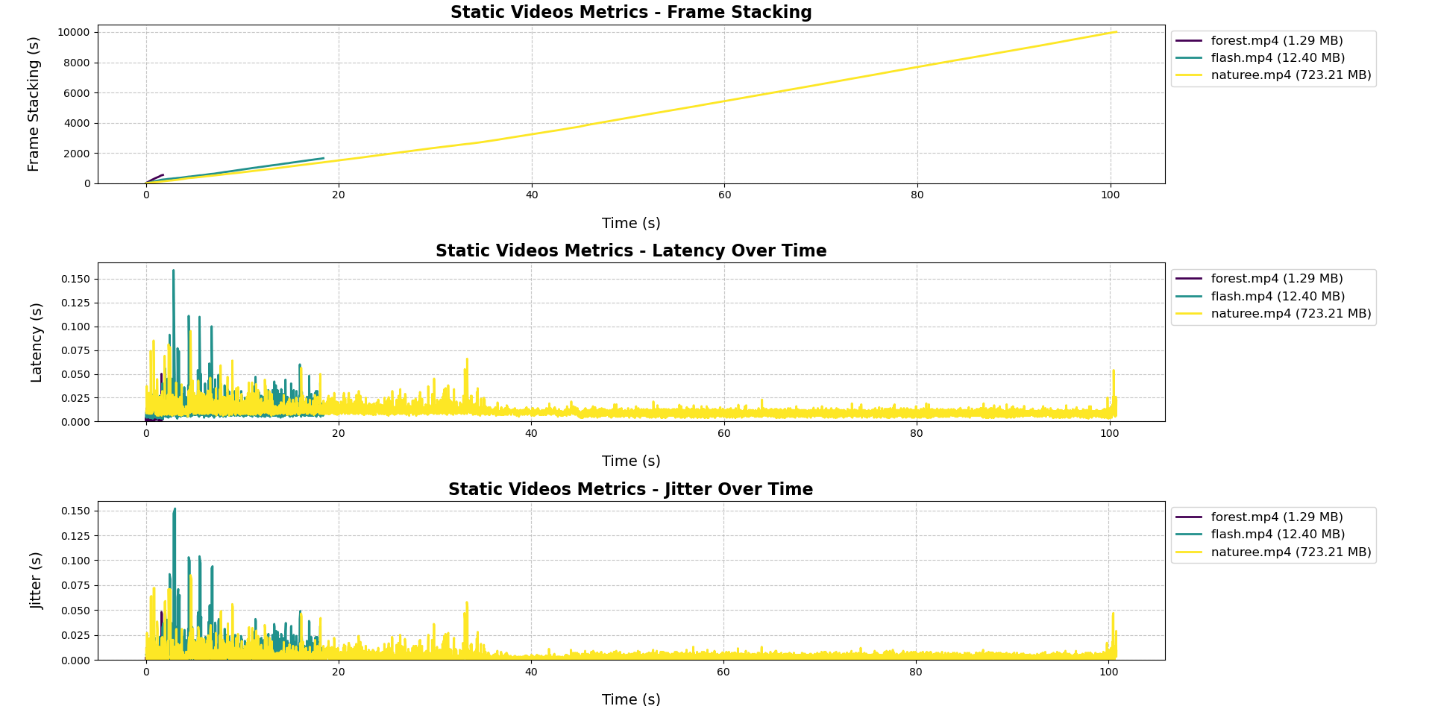 Static Videos Metrics - Frame Stacking
Frame Stacking (s)
10000
8000
6000
4000
2000
0
0 20 40 60 80 100
Time (s)
forest.mp4 (1.29 MB)
flash.mp4 (12.40 MB)
naturee.mp4 (723.21 MB)
Static Videos Metrics - Latency Over Time
Latency (s)
0.150
0.125
0.100
0.075
0.050
0.025
0.000
0 20 40 60 80 100
Time (s)
forest.mp4 (1.29 MB)
flash.mp4 (12.40 MB)
naturee.mp4 (723.21 MB)
Static Videos Metrics - Jitter Over Time
Jitter (s)
0.150
0.125
0.100
0.075
0.050
0.025
0.000
0 20 40 60 80 100
Time (s)
forest.mp4 (1.29 MB)
flash.mp4 (12.40 MB)
naturee.mp4 (723.21 MB)